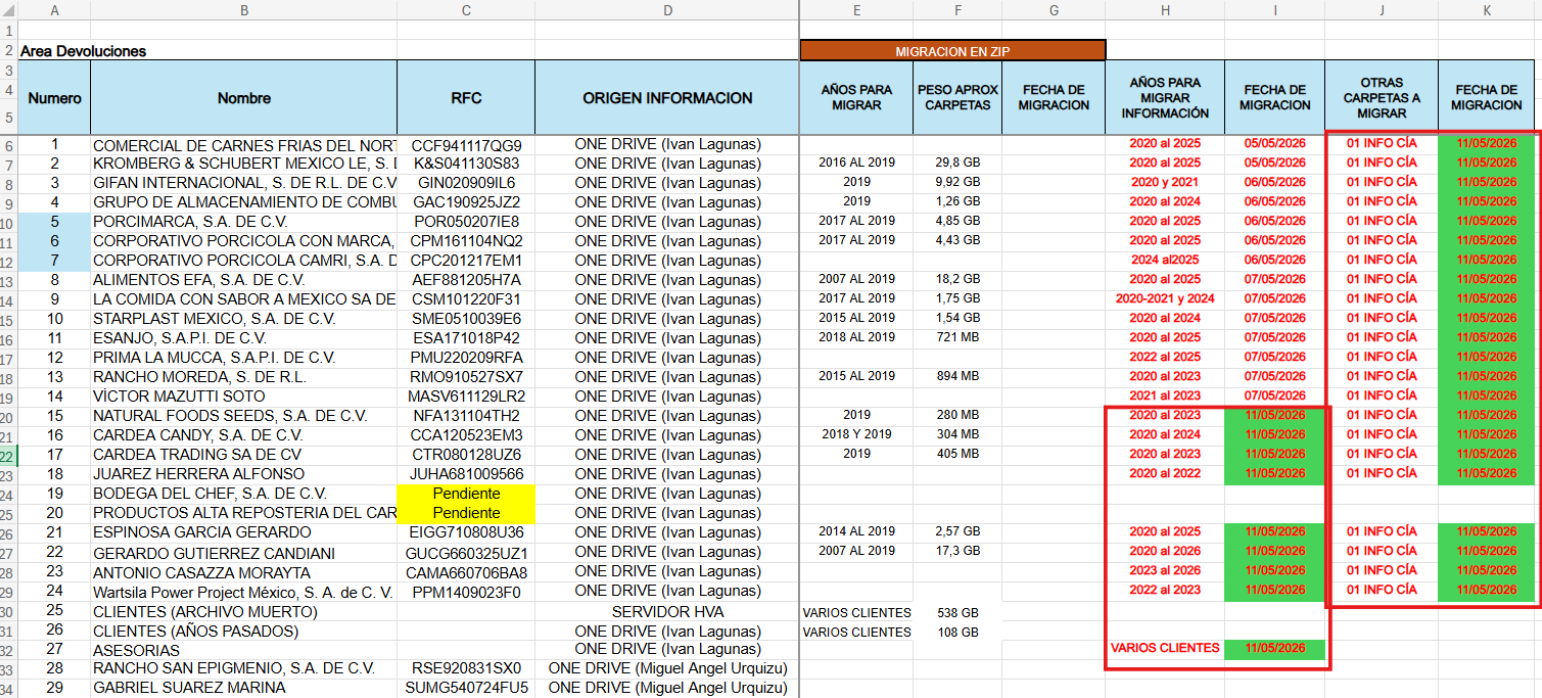 A B C D E F G H I J K
1
2 Area Devoluciones MIGRACION EN ZIP
3
4
5
Numero Nombre RFC ORIGEN INFORMACION AÑOS PARA MIGRAR PESO APROX CARPETAS FECHA DE MIGRACION AÑOS PARA MIGRAR INFORMACIÓN FECHA DE MIGRACION OTRAS CARPETAS A MIGRAR FECHA DE MIGRACION
6 1 COMERCIAL DE CARNES FRIAS DEL NORT CCF941117QG9 ONE DRIVE (Ivan Lagunas) 2020 al 2025 05/05/2026 01 INFO CÍA 11/05/2026
7 2 KROMBERG & SCHUBERT MEXICO LE, S. D K&S041130S83 ONE DRIVE (Ivan Lagunas) 2016 AL 2019 29,8 GB 2020 al 2025 05/05/2026 01 INFO CÍA 11/05/2026
8 3 GIFAN INTERNACIONAL, S. DE R.L. DE C.V GIN020909IL6 ONE DRIVE (Ivan Lagunas) 2019 9,92 GB 2020 y 2021 06/05/2026 01 INFO CÍA 11/05/2026
9 4 GRUPO DE ALMACENAMIENTO DE COMBU GAC190925JZ2 ONE DRIVE (Ivan Lagunas) 2019 1,26 GB 2020 al 2024 06/05/2026 01 INFO CÍA 11/05/2026
10 5 PORCIMARCA, S.A. DE C.V. POR050207IE8 ONE DRIVE (Ivan Lagunas) 2017 AL 2019 4,85 GB 2020 al 2025 06/05/2026 01 INFO CÍA 11/05/2026
11 6 CORPORATIVO PORCICOLA CON MARCA, CPM161104NQ2 ONE DRIVE (Ivan Lagunas) 2017 AL 2019 4,43 GB 2020 al 2025 06/05/2026 01 INFO CÍA 11/05/2026
12 7 CORPORATIVO PORCICOLA CAMRI, S.A. D CPC201217EM1 ONE DRIVE (Ivan Lagunas) 2024 al2025 06/05/2026 01 INFO CÍA 11/05/2026
13 8 ALIMENTOS EFA, S.A. DE C.V. AEF881205H7A ONE DRIVE (Ivan Lagunas) 2007 AL 2019 18,2 GB 2020 al 2025 07/05/2026 01 INFO CÍA 11/05/2026
14 9 LA COMIDA CON SABOR A MEXICO SA DE CSM101220F31 ONE DRIVE (Ivan Lagunas) 2017 AL 2019 1,75 GB 2020-2021 y 2024 07/05/2026 01 INFO CÍA 11/05/2026
15 10 STARPLAST MEXICO, S.A. DE C.V. SME0510039E6 ONE DRIVE (Ivan Lagunas) 2015 AL 2019 1,54 GB 2020 al 2024 07/05/2026 01 INFO CÍA 11/05/2026
16 11 ESANJO, S.A.P.I. DE C.V. ESA171018P42 ONE DRIVE (Ivan Lagunas) 2018 AL 2019 721 MB 2020 al 2025 07/05/2026 01 INFO CÍA 11/05/2026
17 12 PRIMA LA MUCCA, S.A.P.I. DE C.V. PMU220209RFA ONE DRIVE (Ivan Lagunas) 2022 al 2025 07/05/2026 01 INFO CÍA 11/05/2026
18 13 RANCHO MOREDA, S. DE R.L. RMO910527SX7 ONE DRIVE (Ivan Lagunas) 2015 AL 2019 894 MB 2020 al 2023 07/05/2026 01 INFO CÍA 11/05/2026
19 14 VÍCTOR MAZUTTI SOTO MASV611129LR2 ONE DRIVE (Ivan Lagunas) 2021 al 2023 07/05/2026 01 INFO CÍA 11/05/2026
20 15 NATURAL FOODS SEEDS, S.A. DE C.V. NFA131104TH2 ONE DRIVE (Ivan Lagunas) 2019 280 MB 2020 al 2023 11/05/2026 01 INFO CÍA 11/05/2026
21 16 CARDEA CANDY, S.A. DE C.V. CCA120523EM3 ONE DRIVE (Ivan Lagunas) 2018 Y 2019 304 MB 2020 al 2024 11/05/2026 01 INFO CÍA 11/05/2026
22 17 CARDEA TRADING SA DE CV CTR080128UZ6 ONE DRIVE (Ivan Lagunas) 2019 405 MB 2020 al 2023 11/05/2026 01 INFO CÍA 11/05/2026
23 18 JUAREZ HERRERA ALFONSO JUHA681009566 ONE DRIVE (Ivan Lagunas) 2020 al 2022 11/05/2026 01 INFO CÍA 11/05/2026
24 19 BODEGA DEL CHEF, S.A. DE C.V. Pendiente ONE DRIVE (Ivan Lagunas)
25 20 PRODUCTOS ALTA REPOSTERIA DEL CAR Pendiente ONE DRIVE (Ivan Lagunas)
26 21 ESPINOSA GARCIA GERARDO EIGG710808U36 ONE DRIVE (Ivan Lagunas) 2014 AL 2019 2,57 GB 2020 al 2025 11/05/2026 01 INFO CÍA 11/05/2026
27 22 GERARDO GUTIERREZ CANDIANI GUCG660325UZ1 ONE DRIVE (Ivan Lagunas) 2007 AL 2019 17,3 GB 2020 al 2026 11/05/2026 01 INFO CÍA 11/05/2026
28 23 ANTONIO CASAZZA MORAYTA CAMA660706BA8 ONE DRIVE (Ivan Lagunas) 2023 al 2026 11/05/2026 01 INFO CÍA 11/05/2026
29 24 Wartsila Power Project México, S. A. de C. V. PPM1409023F0 ONE DRIVE (Ivan Lagunas) 2022 al 2023 11/05/2026 01 INFO CÍA 11/05/2026
30 25 CLIENTES (ARCHIVO MUERTO) SERVIDOR HVA VARIOS CLIENTES 538 GB
31 26 CLIENTES (AÑOS PASADOS) ONE DRIVE (Ivan Lagunas) VARIOS CLIENTES 108 GB
32 27 ASESORIAS ONE DRIVE (Ivan Lagunas) VARIOS CLIENTES 11/05/2026
33 28 RANCHO SAN EPIGMENIO, S.A. DE C.V. RSE920831SX0 ONE DRIVE (Miguel Angel Urquizu)
34 29 GABRIEL SUAREZ MARINA SUMG540724FU5 ONE DRIVE (Miguel Angel Urquizu)